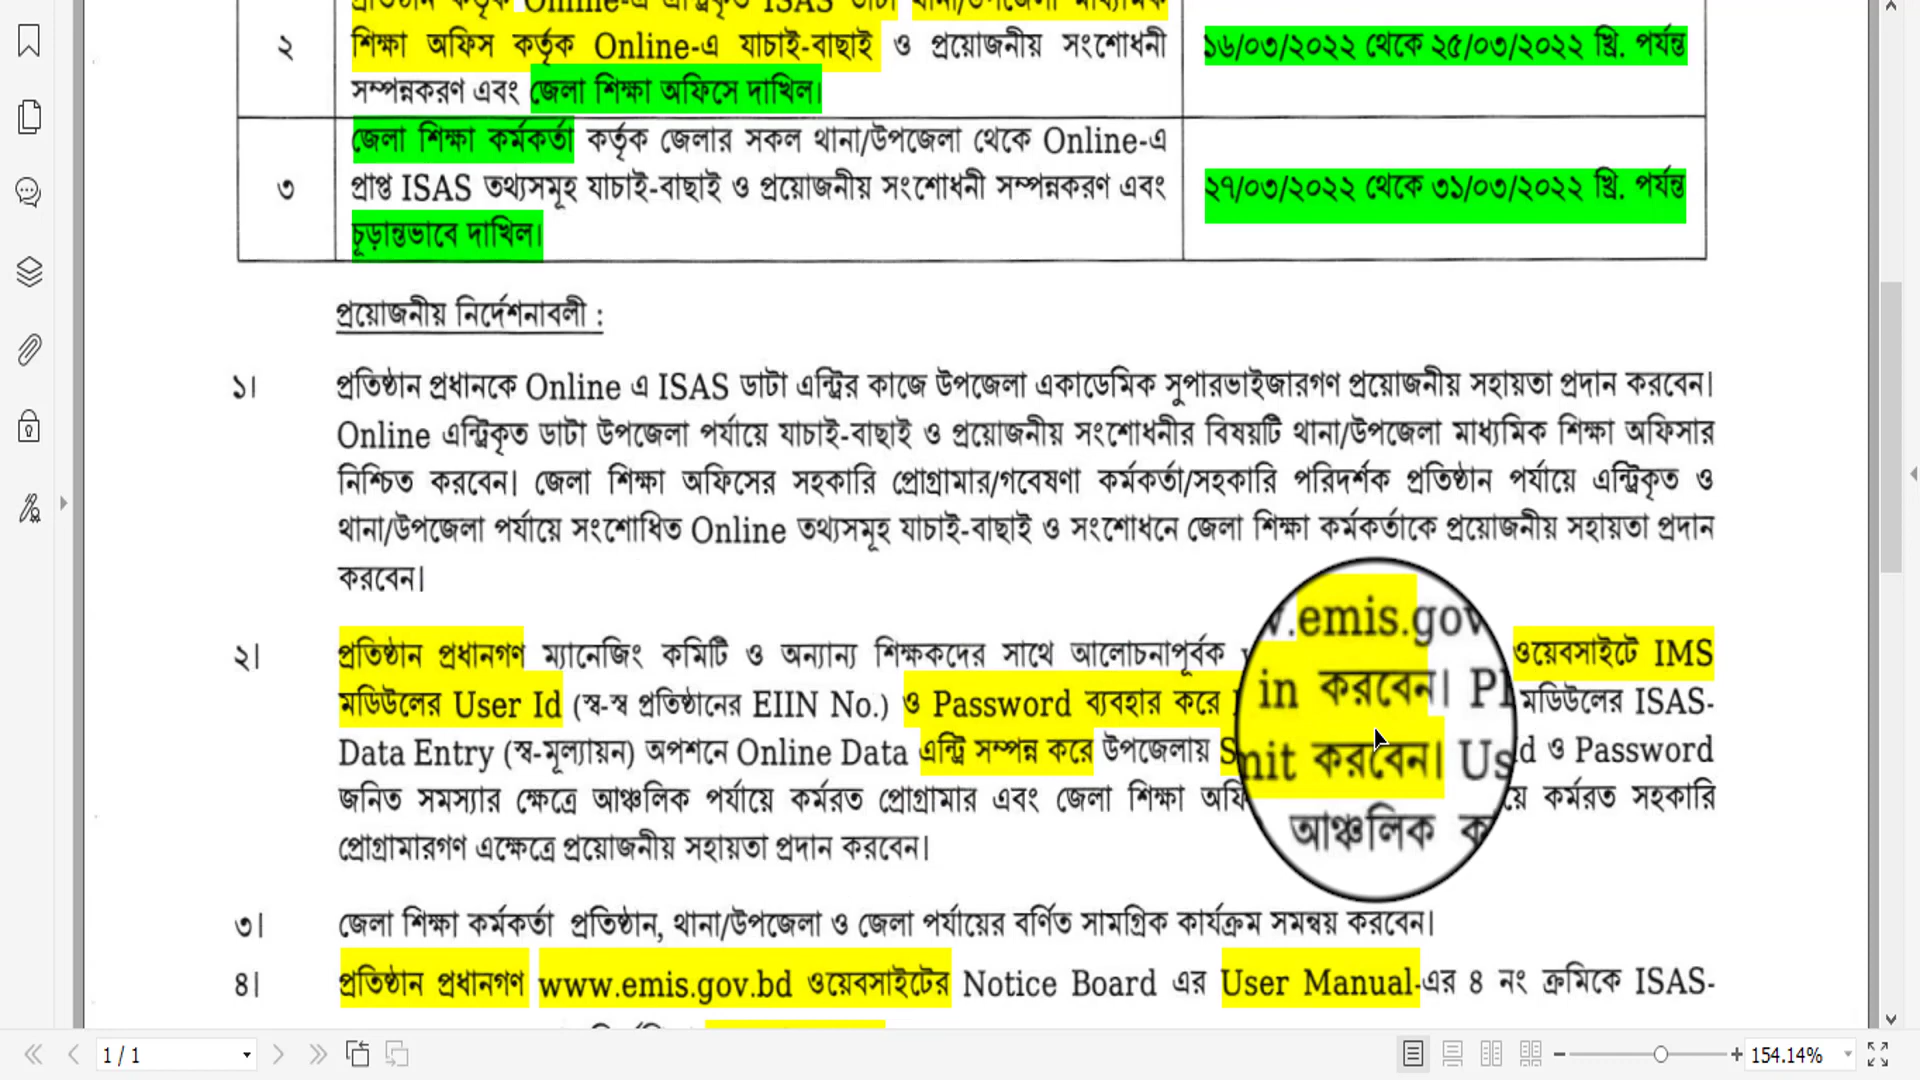 প্রতিষ্ঠান কর্তৃক Online-এ এন্ট্রিকৃত ISAS ডাটা থানা/উপজেলা মাধ্যমিক
২ শিক্ষা অফিস কর্তৃক Online-এ যাচাই-বাছাই ও প্রয়োজনীয় সংশোধনী ১৬/০৩/২০২২ থেকে ২৫/০৩/২০২২ খ্রি. পর্যন্ত
সম্পন্নকরণ এবং জেলা শিক্ষা অফিসে দাখিল।
জেলা শিক্ষা কর্মকর্তা কর্তৃক জেলার সকল থানা/উপজেলা থেকে Online-এ
৩ প্রাপ্ত ISAS তথ্যসমূহ যাচাই-বাছাই ও প্রয়োজনীয় সংশোধনী সম্পন্নকরণ এবং ২৭/০৩/২০২২ থেকে ৩১/০৩/২০২২ খ্রি. পর্যন্ত
চূড়ান্তভাবে দাখিল।
প্রয়োজনীয় নির্দেশনাবলী :
১। প্রতিষ্ঠান প্রধানকে Online এ ISAS ডাটা এন্ট্রির কাজে উপজেলা একাডেমিক সুপারভাইজারগণ প্রয়োজনীয় সহায়তা প্রদান করবেন।
Online এন্ট্রিকৃত ডাটা উপজেলা পর্যায়ে যাচাই-বাছাই ও প্রয়োজনীয় সংশোধনীর বিষয়টি থানা/উপজেলা মাধ্যমিক শিক্ষা অফিসার
নিশ্চিত করবেন। জেলা শিক্ষা অফিসের সহকারি প্রোগ্রামার/গবেষণা কর্মকর্তা/সহকারি পরিদর্শক প্রতিষ্ঠান পর্যায়ে এন্ট্রিকৃত ও
থানা/উপজেলা পর্যায়ে সংশোধিত Online তথ্যসমূহ যাচাই-বাছাই ও সংশোধনে জেলা শিক্ষা কর্মকর্তাকে প্রয়োজনীয় সহায়তা প্রদান
করবেন।
২। প্রতিষ্ঠান প্রধানগণ ম্যানেজিং কমিটি ও অন্যান্য শিক্ষকদের সাথে আলোচনাপূর্বক .emis.gov ওয়েবসাইটে IMS
মডিউলের User Id (স্ব-স্ব প্রতিষ্ঠানের EIIN No.) ও Password ব্যবহার করে in করবেন। মডিউলের ISAS-
Data Entry (স্ব-মূল্যায়ন) অপশনে Online Data এন্ট্রি সম্পন্ন করে উপজেলায় mit করবেন। Us d ও Password
জনিত সমস্যার ক্ষেত্রে আঞ্চলিক পর্যায়ে কর্মরত প্রোগ্রামার এবং জেলা শিক্ষা অফি আঞ্চলিক য়ে কর্মরত সহকারি
প্রোগ্রামারগণ এক্ষেত্রে প্রয়োজনীয় সহায়তা প্রদান করবেন।
৩। জেলা শিক্ষা কর্মকর্তা প্রতিষ্ঠান, থানা/উপজেলা ও জেলা পর্যায়ের বর্ণিত সামগ্রিক কার্যক্রম সমন্বয় করবেন।
৪। প্রতিষ্ঠান প্রধানগণ www.emis.gov.bd ওয়েবসাইটের Notice Board এর User Manual-এর ৪ নং ক্রমিকে ISAS-
1 / 1
154.14%